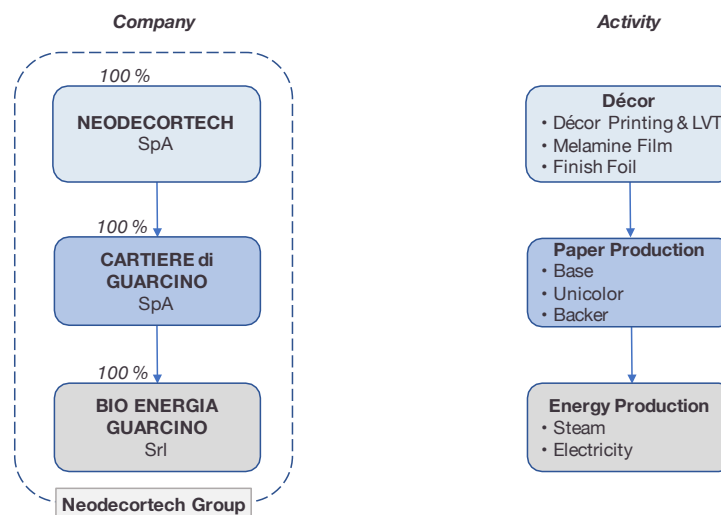 Company
Activity
100 %
NEODECORTECH
SpA
Décor
• Décor Printing & LVT
• Melamine Film
• Finish Foil
100 %
CARTIERE di
GUARCINO
SpA
Paper Production
• Base
• Unicolor
• Backer
100 %
BIO ENERGIA
GUARCINO
Srl
Energy Production
• Steam
• Electricity
Neodecortech Group